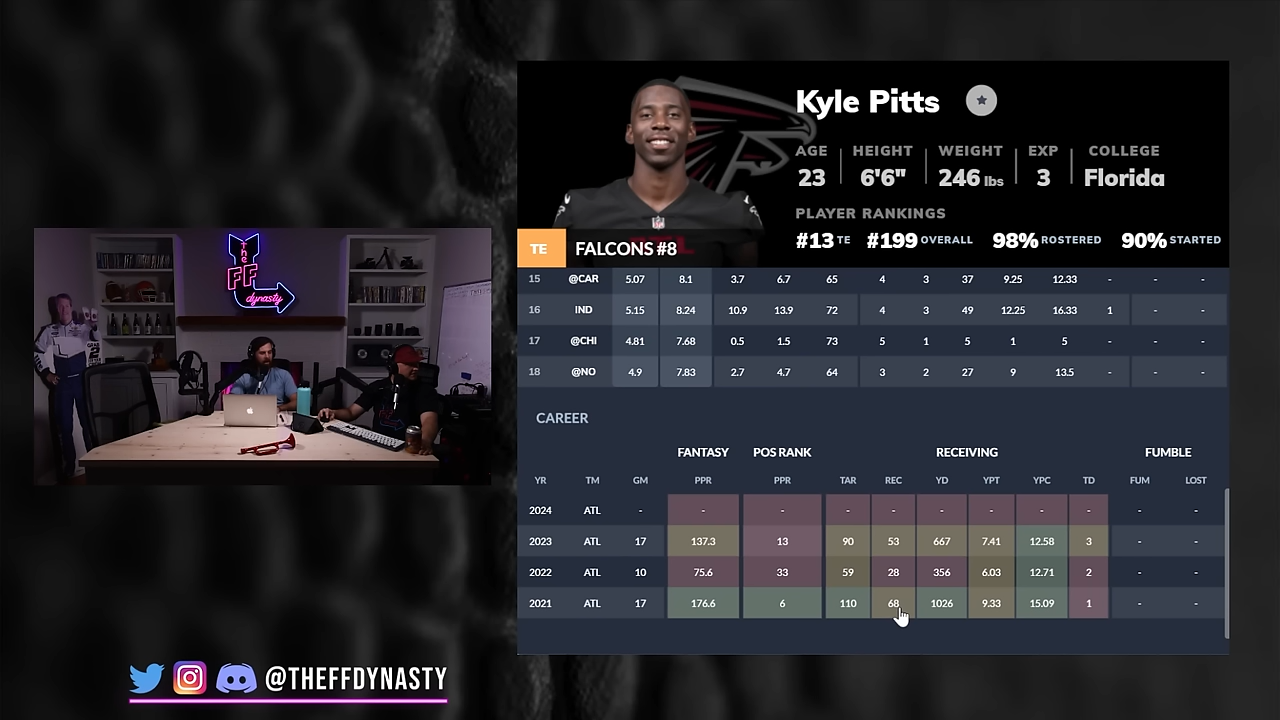 Kyle Pitts
AGE HEIGHT WEIGHT EXP COLLEGE
23 6'6" 246 lbs 3 Florida
PLAYER RANKINGS
#13 TE #199 OVERALL 98% ROSTERED 90% STARTED
TE FALCONS #8
15 @CAR 5.07 8.1 3.7 6.7 65 4 3 37 9.25 12.33 - - -
16 IND 5.15 8.24 10.9 13.9 72 4 3 49 12.25 16.33 1 - -
17 @CHI 4.81 7.68 0.5 1.5 73 5 1 5 1 5 - - -
18 @NO 4.9 7.83 2.7 4.7 64 3 2 27 9 13.5 - - -
CAREER
FANTASY POS RANK RECEIVING FUMBLE
YR TM GM PPR PPR TAR REC YD YPT YPC TD FUM LOST
2024 ATL - - - - - - - - - - -
2023 ATL 17 137.3 13 90 53 667 7.41 12.58 3 - -
2022 ATL 10 75.6 33 59 28 356 6.03 12.71 2 - -
2021 ATL 17 176.6 6 110 68 1026 9.33 15.09 1 - -
The
FF
dynasty
@THEFFDYNASTY